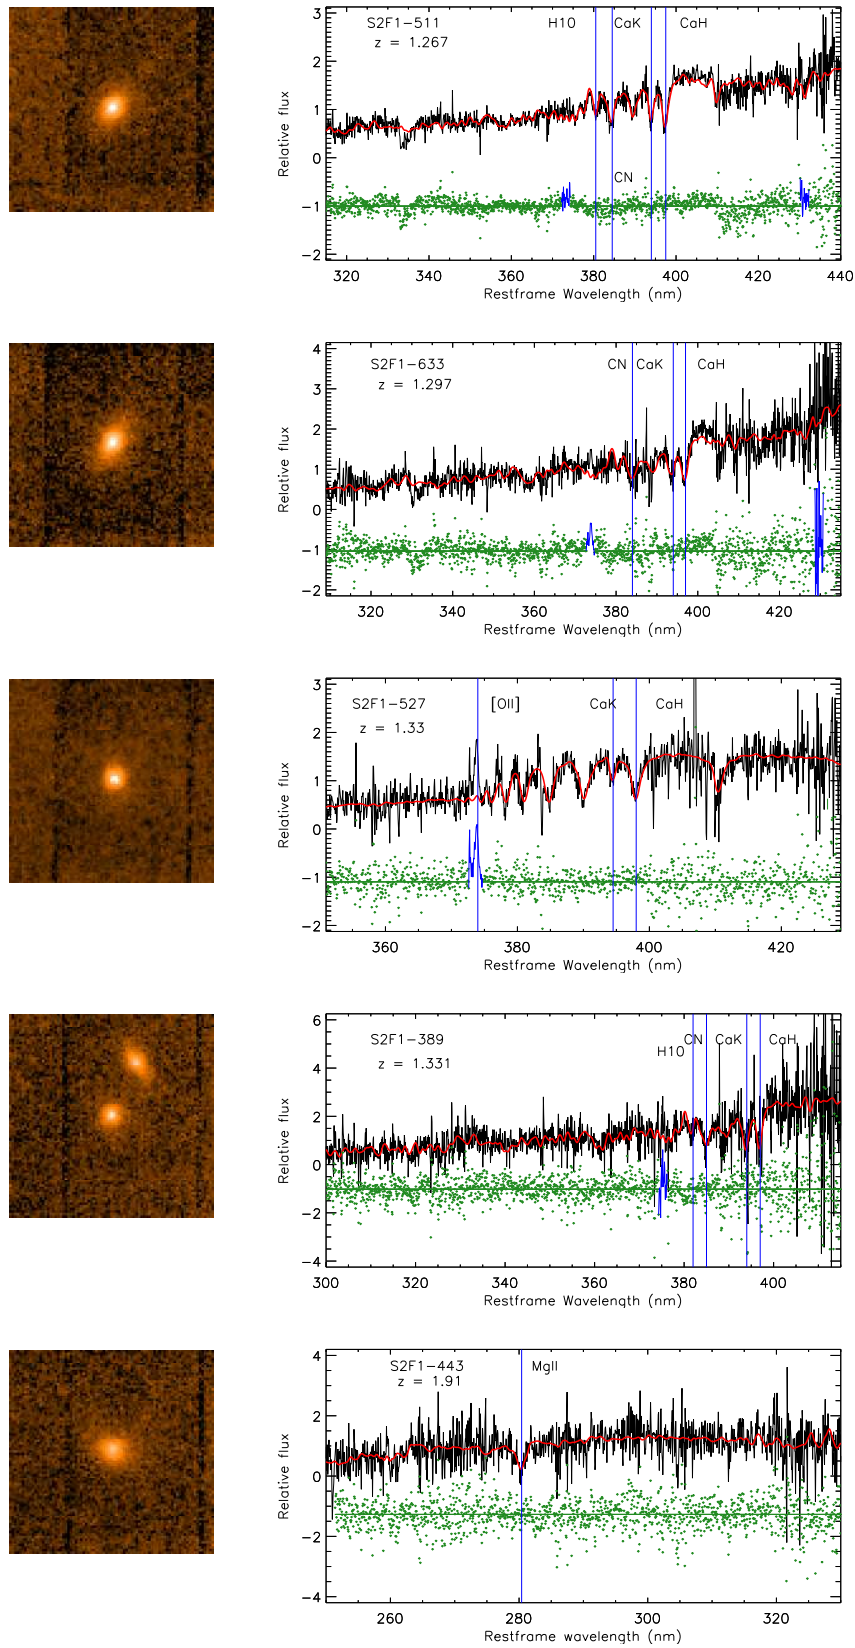 S2F1-511 H10 CaK CaH
z = 1.267
3
2
1
0
-1
-2
Relative flux
CN
320 340 360 380 400 420 440
Restframe Wavelength (nm)
S2F1-633 CN CaK CaH
z = 1.297
4
3
2
1
0
-1
-2
Relative flux
320 340 360 380 400 420
Restframe Wavelength (nm)
S2F1-527 [OII] CaK CaH
z = 1.33
3
2
1
0
-1
-2
Relative flux
360 380 400 420
Restframe Wavelength (nm)
S2F1-389 CN CaK CaH
H10
z = 1.331
6
4
2
0
-2
-4
Relative flux
300 320 340 360 380 400
Restframe Wavelength (nm)
S2F1-443 MgII
z = 1.91
4
2
0
-2
-4
Relative flux
260 280 300 320
Restframe wavelength (nm)